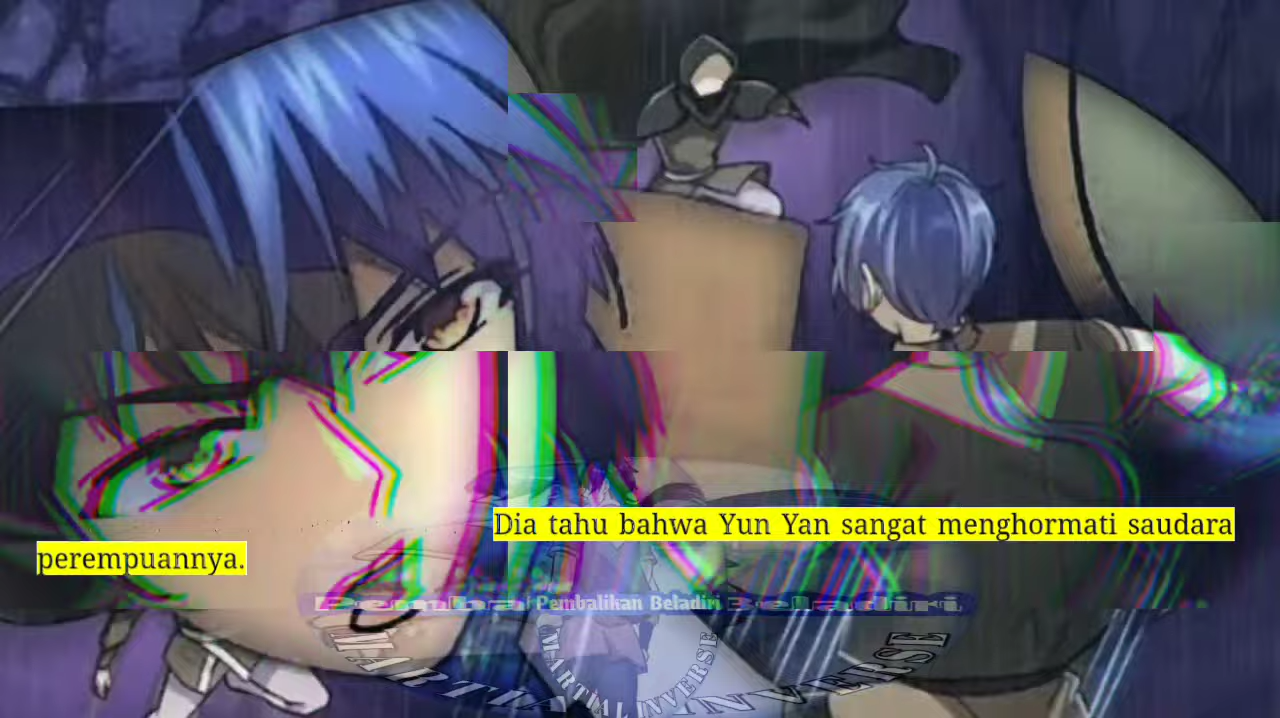 Dia tahu bahwa Yun Yan sangat menghormati saudara
perempuannya.
Pembalikan Beladiri
MARTIAL INVERSE